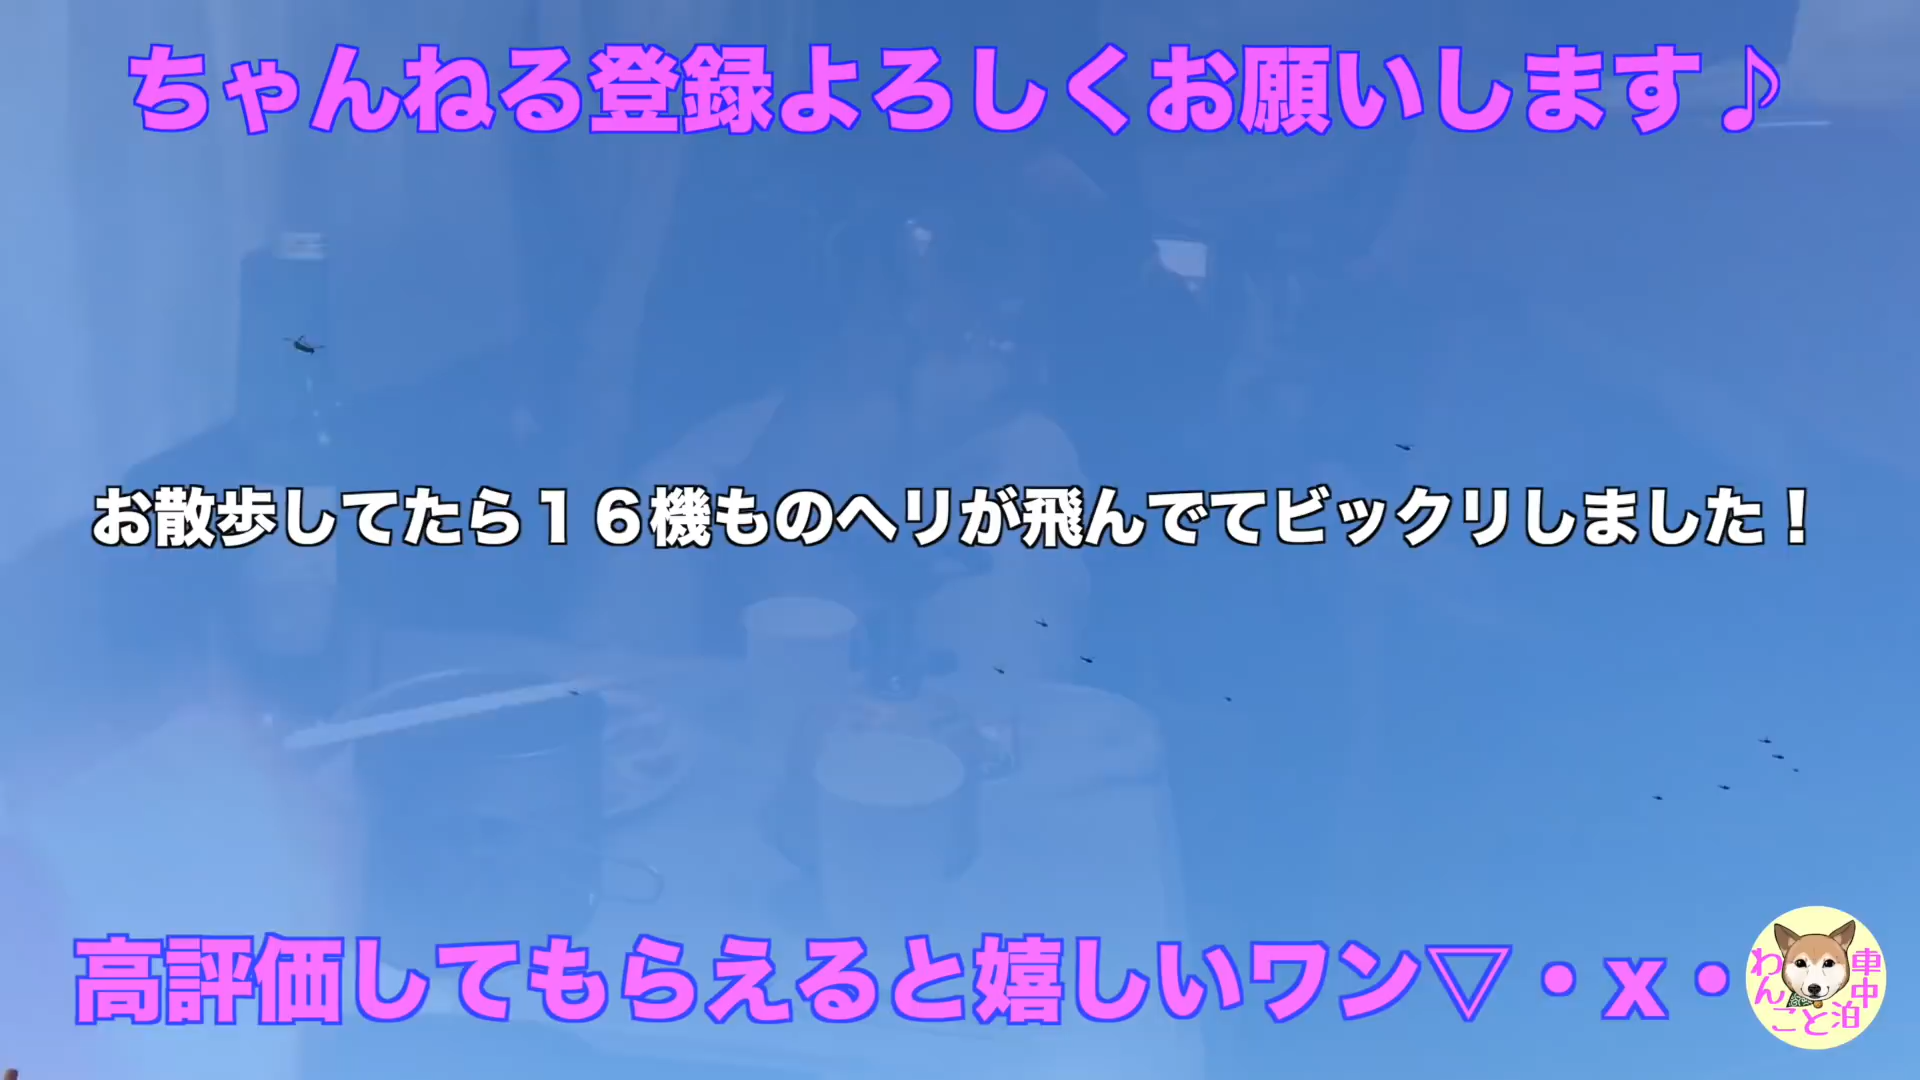 ちゃんねる登録よろしくお願いします♪
お散歩してたら１６機ものヘリが飛んでてビックリしました！
高評価してもらえると嬉しいワン▽・x・
わんこと車中泊